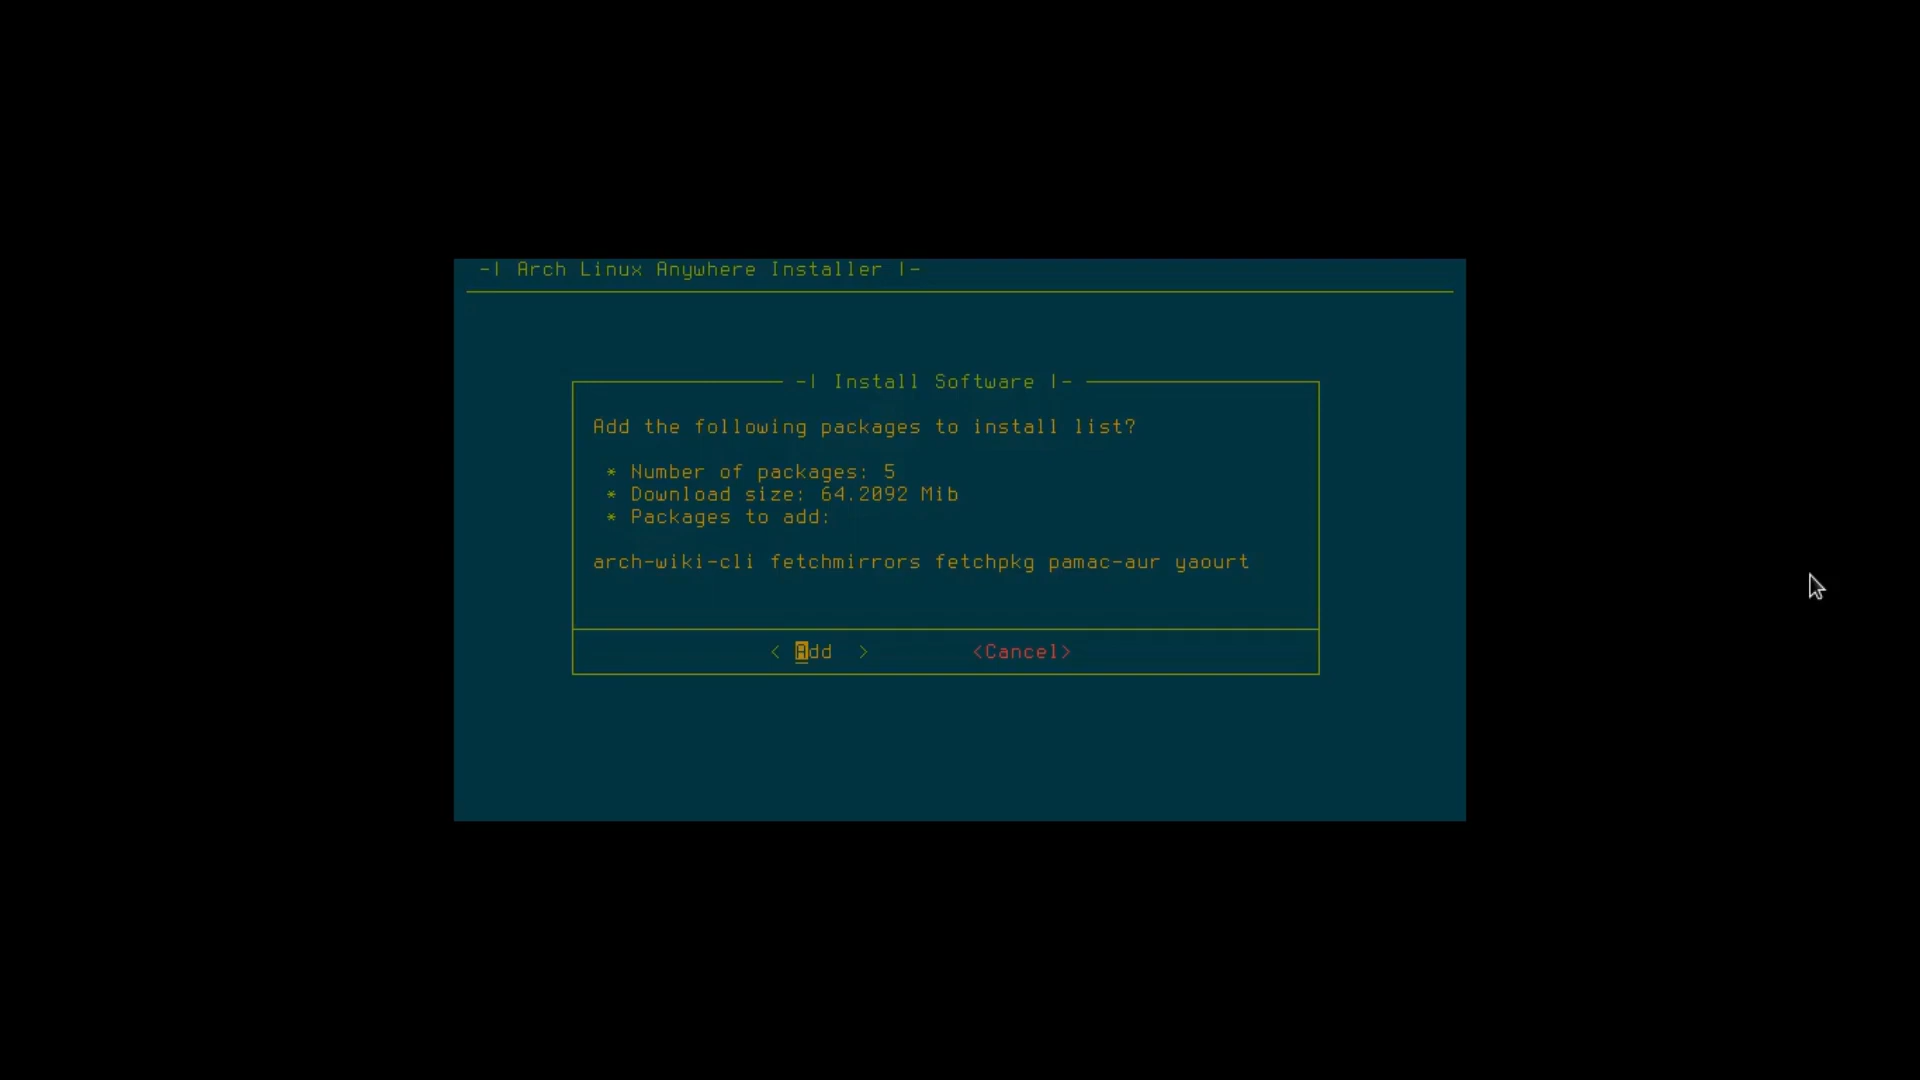 -| Arch Linux Anywhere Installer |-
-| Install Software |-
Add the following packages to install list?
* Number of packages: 5
* Download size: 64.2092 Mib
* Packages to add:
arch-wiki-cli fetchmirrors fetchpkg pamac-aur yaourt
< Add > <Cancel>